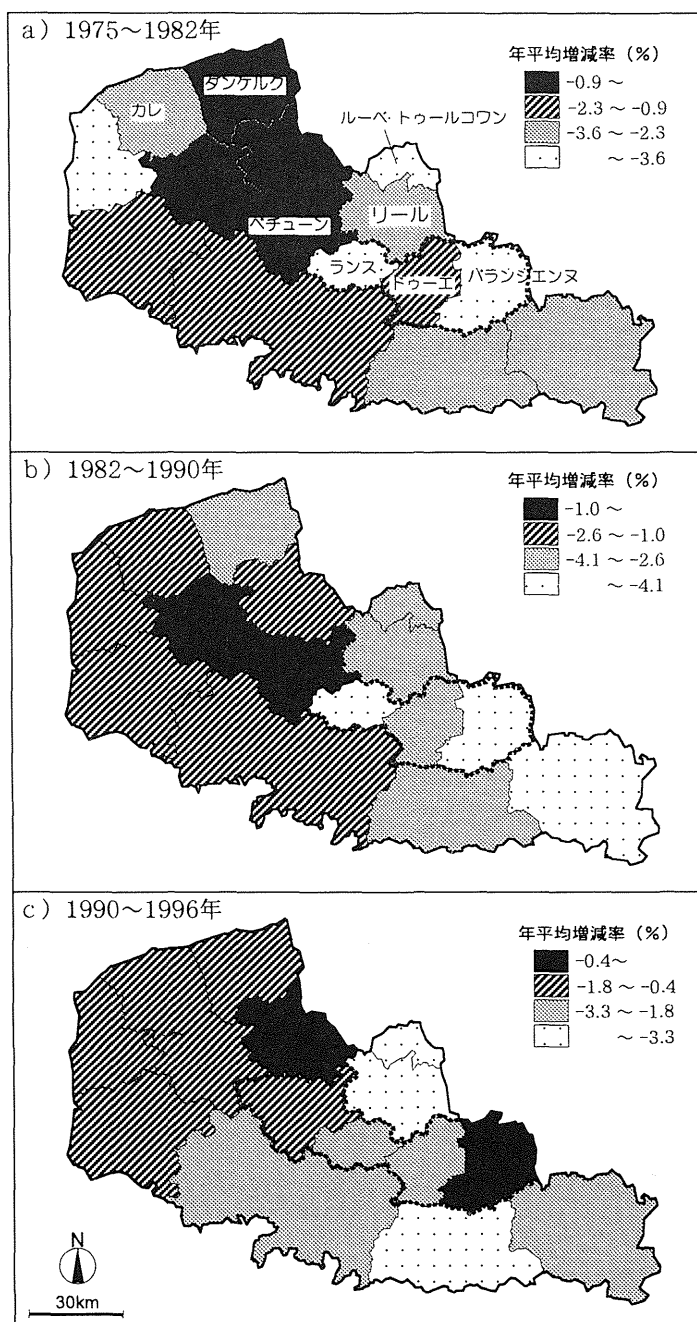 a) 1975～1982年
年平均増減率 (%)
-0.9～
-2.3～-0.9
-3.6～-2.3
～-3.6
ダンケルク
カレ
ルーベ・トゥールコワン
ベチューン
リール
ランス
ドゥーエ
バランシエンヌ
b) 1982～1990年
年平均増減率 (%)
-1.0～
-2.6～-1.0
-4.1～-2.6
～-4.1
c) 1990～1996年
年平均増減率 (%)
-0.4～
-1.8～-0.4
-3.3～-1.8
～-3.3
N
30km